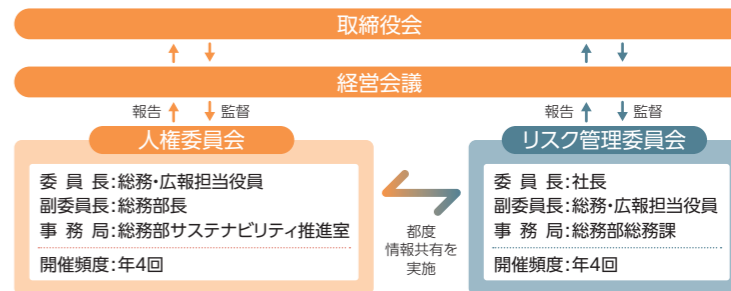 取締役会
経営会議
報告 監督
報告 監督
人権委員会
委員長:総務・広報担当役員
副委員長:総務部長
事務局:総務部サステナビリティ推進室
開催頻度:年4回
都度
情報共有を
実施
リスク管理委員会
委員長:社長
副委員長:総務・広報担当役員
事務局:総務部総務課
開催頻度:年4回